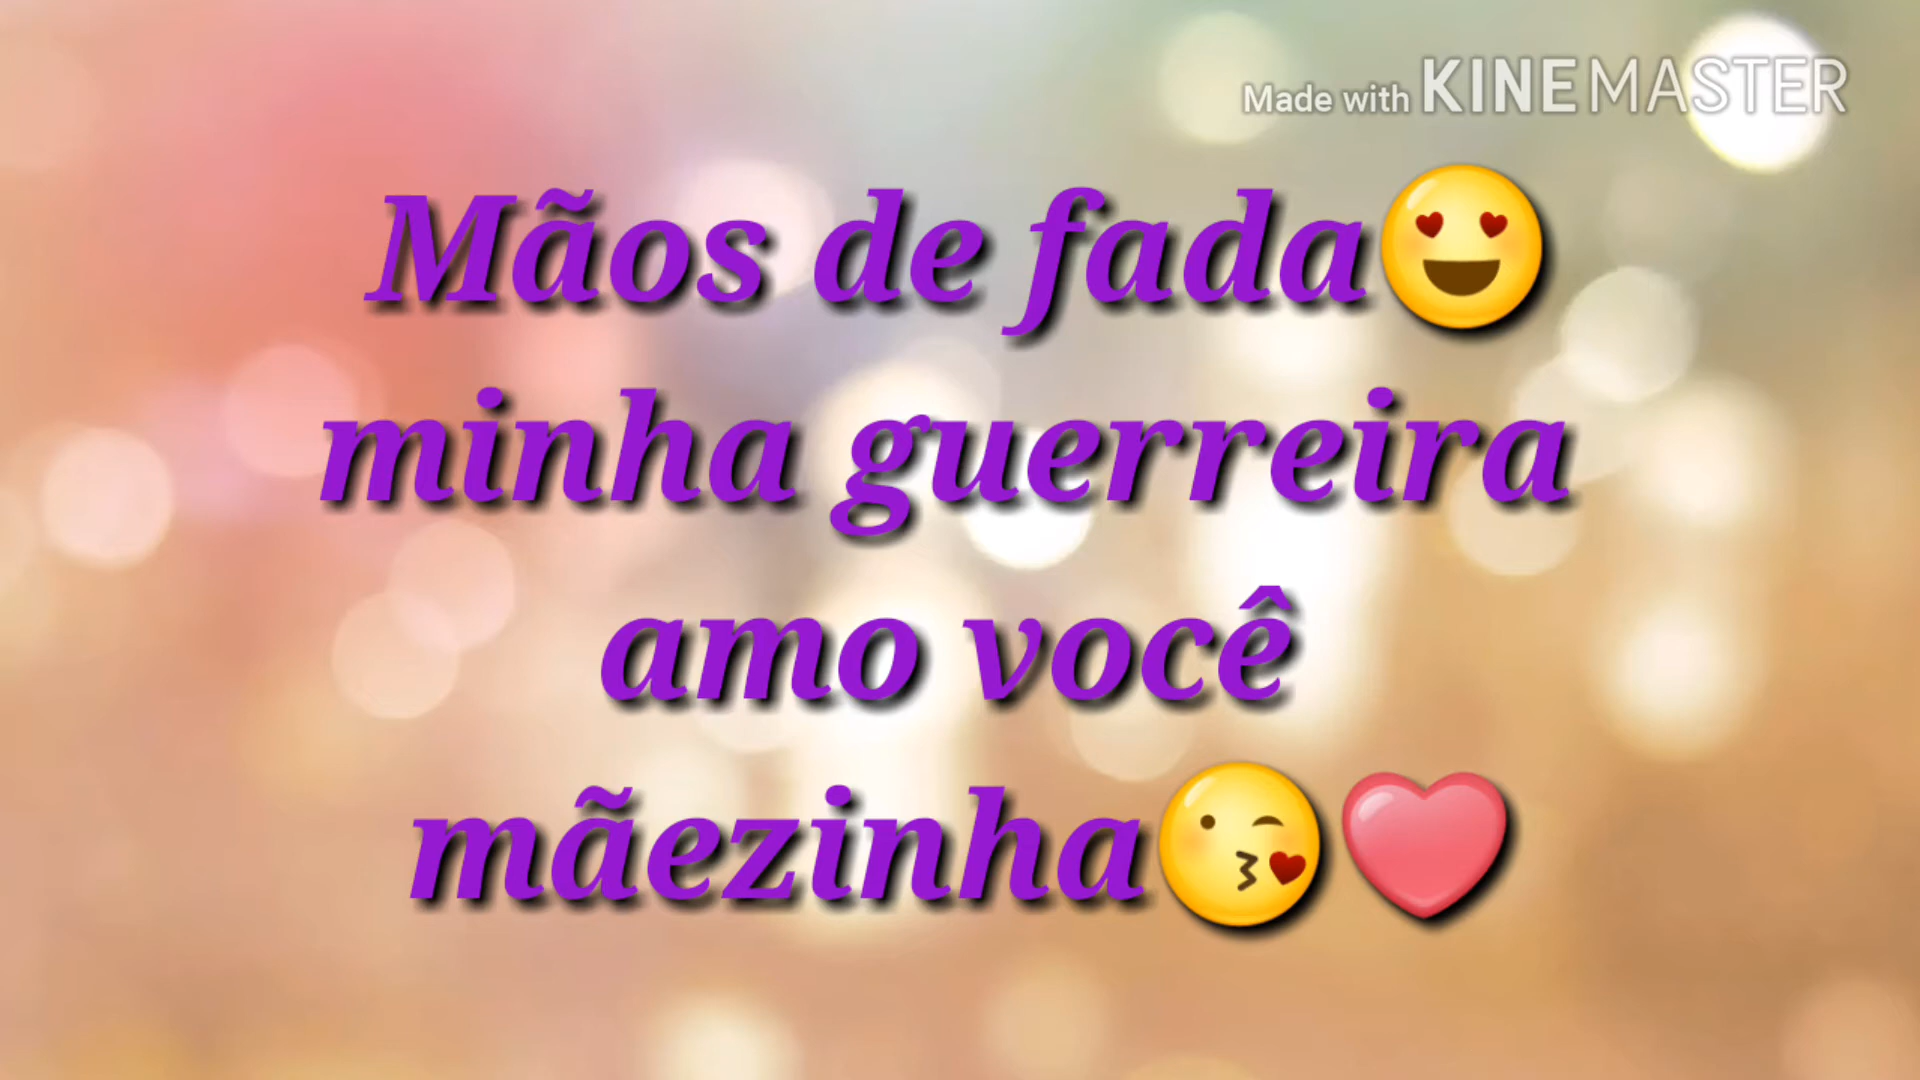 Made with KINEMASTER
Mãos de fada😍
minha guerreira
amo você
mãezinha😘❤